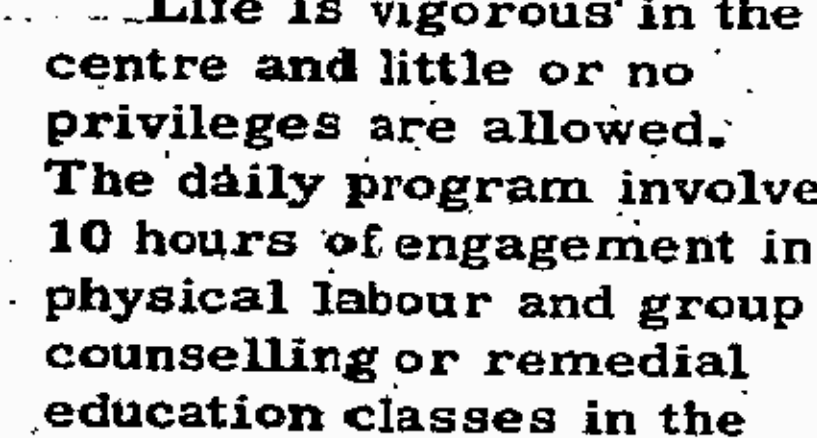 Life is vigorous in the
centre and little or no
privileges are allowed.
The daily program involve
10 hours of engagement in
physical labour and group
counselling or remedial
education classes in the